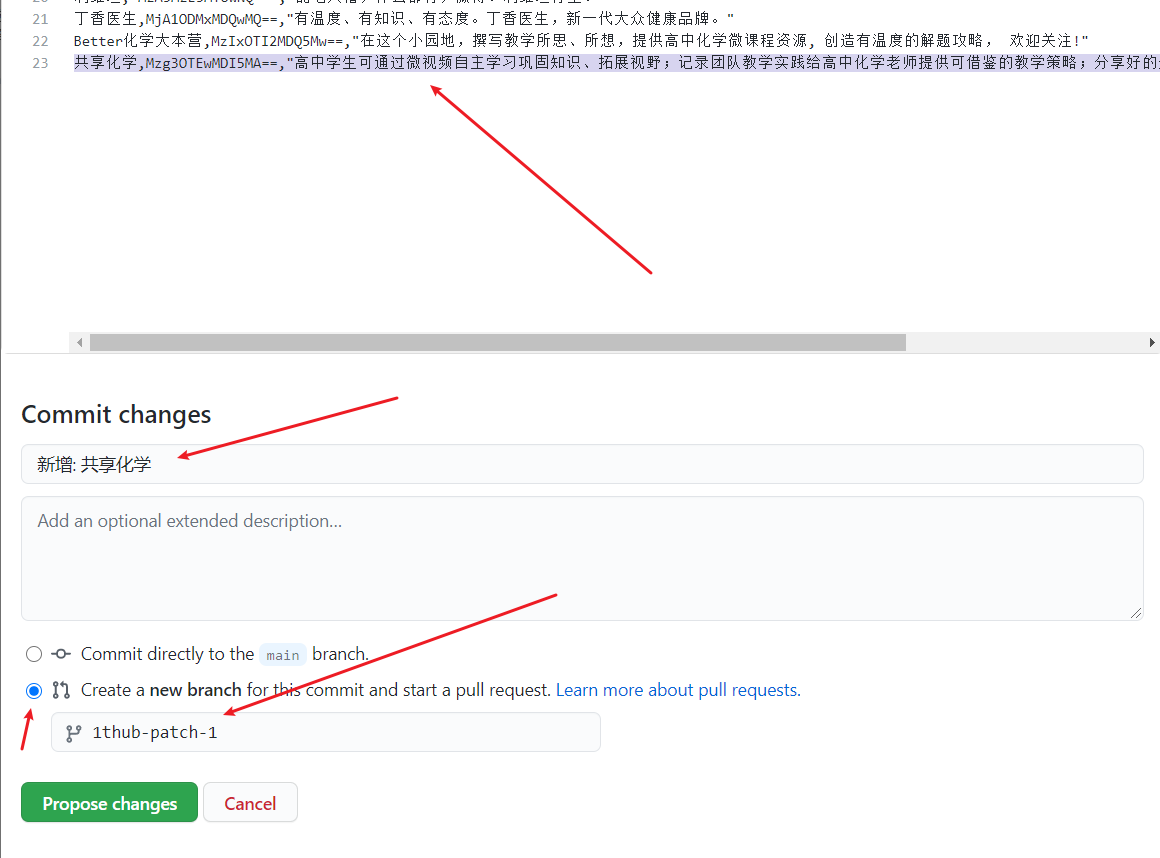 21 丁香医生,MjA1ODMxMDQwMQ==,"有温度、有知识、有态度。丁香医生，新一代大众健康品牌。"
22 Better化学大本营,MzIxOTI2MDQ5Mw==,"在这个小园地，撰写教学所思、所想，提供高中化学微课程资源, 创造有温度的解题攻略， 欢迎关注!"
23 共享化学,Mzg3OTEwMDI5MA==,"高中学生可通过微视频自主学习巩固知识、拓展视野；记录团队教学实践给高中化学老师提供可借鉴的教学策略；分享好的
Commit changes
新增: 共享化学
Add an optional extended description...
Commit directly to the main branch.
Create a new branch for this commit and start a pull request. Learn more about pull requests.
1thub-patch-1
Propose changes Cancel